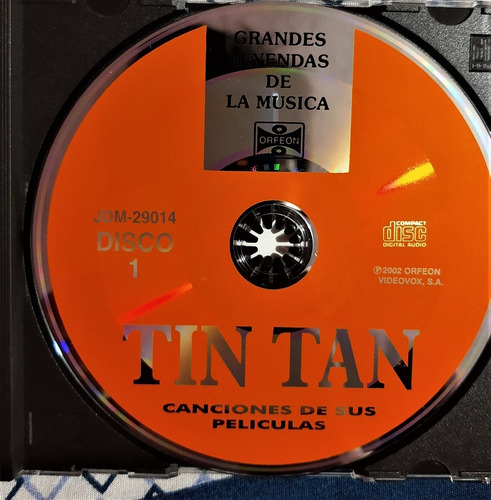 GRANDES
LEYENDAS
DE
LA MUSICA
ORFEON
JDM-29014
DISCO
1
COMPACT
disc
DIGITAL AUDIO
℗2002 ORFEON
VIDEOVOX, S.A.
TIN TAN
CANCIONES DE SUS
PELICULAS